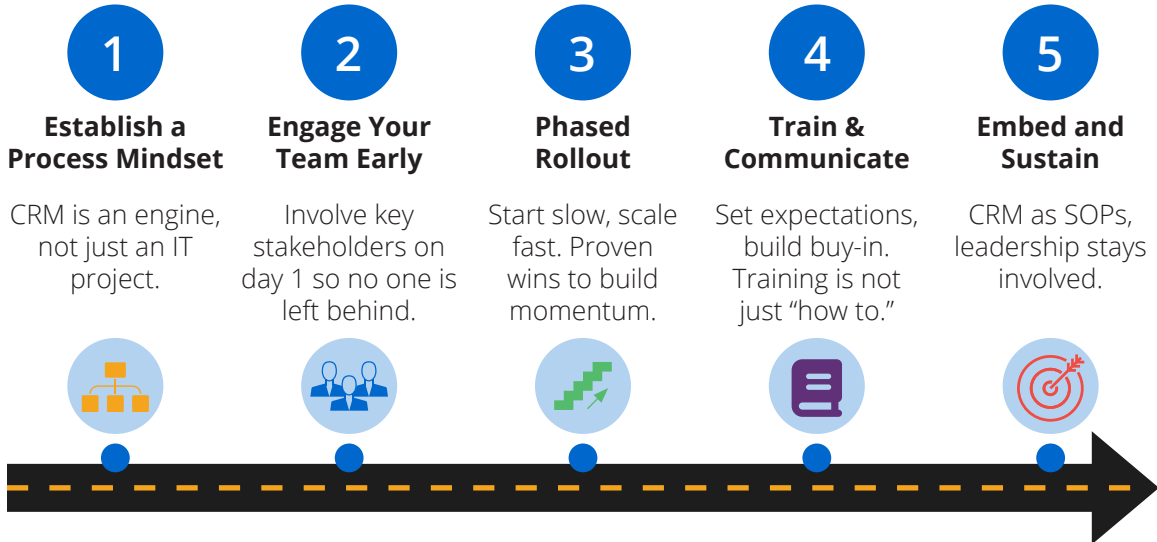 1
Establish a
Process Mindset
CRM is an engine,
not just an IT
project.
2
Engage Your
Team Early
Involve key
stakeholders on
day 1 so no one is
left behind.
3
Phased
Rollout
Start slow, scale
fast. Proven
wins to build
momentum.
4
Train &
Communicate
Set expectations,
build buy-in.
Training is not
just “how to.”
5
Embed and
Sustain
CRM as SOPs,
leadership stays
involved.